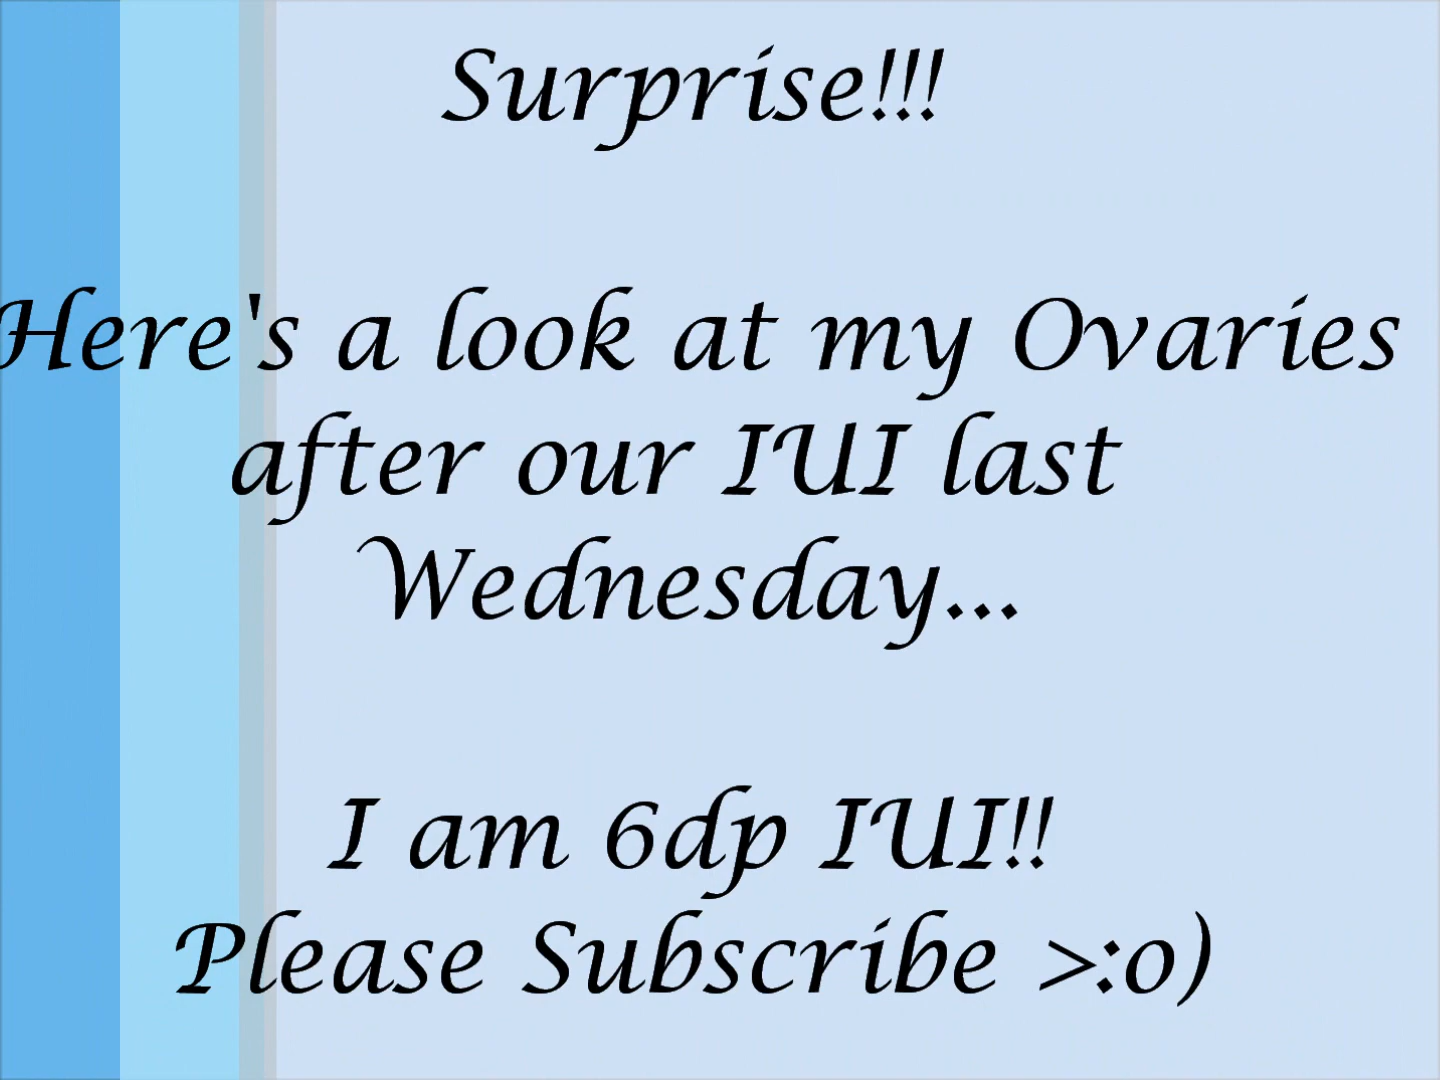 Surprise!!!
Here's a look at my Ovaries
after our IUI last
Wednesday...
I am 6dp IUI!!
Please Subscribe >:o)